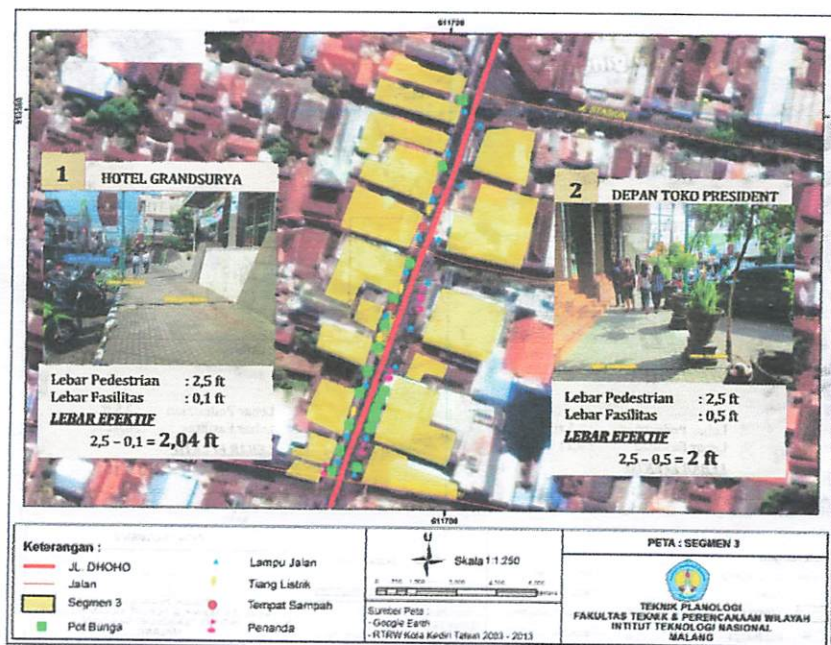 611700
STASIUN
1 HOTEL GRANDSURYA
Lebar Pedestrian : 2,5 ft
Lebar Fasilitas : 0,1 ft
LEBAR EFEKTIF
2,5 – 0,1 = 2,04 ft
2 DEPAN TOKO PRESIDENT
Lebar Pedestrian : 2,5 ft
Lebar Fasilitas : 0,5 ft
LEBAR EFEKTIF
2,5 – 0,5 = 2 ft
611700
Keterangan :
JL. DHOHO
Jalan
Segmen 3
Pot Bunga
Lampu Jalan
Tiang Listrik
Tempat Sampah
Penanda
U
Skala 1:1.250
Sumber Peta :
- Google Earth
- RTRW Kota Kediri Tahun 2003 - 2013
PETA : SEGMEN 3
TEKNIK PLANOLOGI
FAKULTAS TEKNIK & PERENCANAAN WILAYAH
INTITUT TEKNOLOGI NASIONAL
MALANG